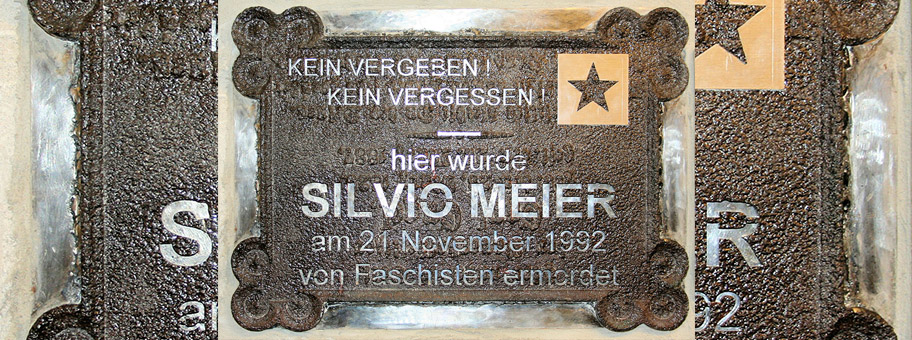 KEIN VERGEBEN !
KEIN VERGESSEN !
hier wurde
SILVIO MEIER
am 21 November 1992
von Faschisten ermordet